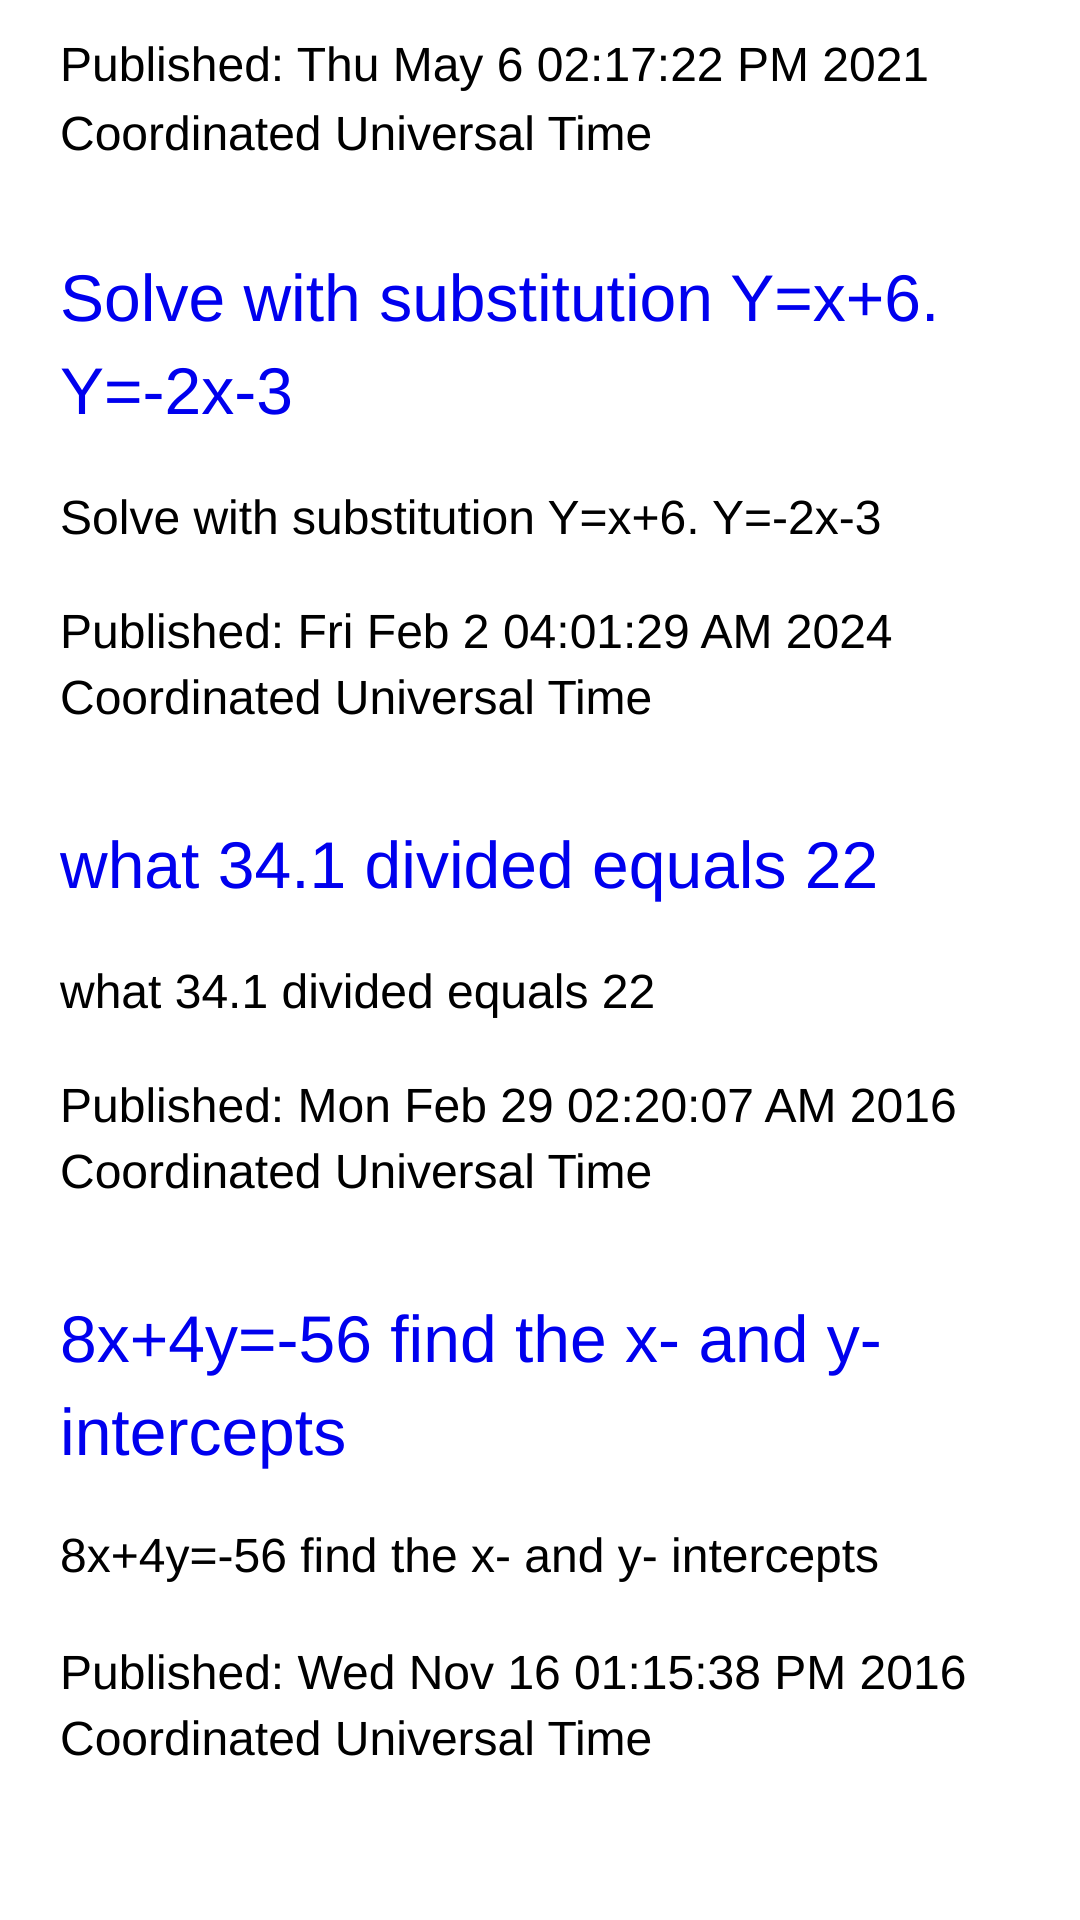 Published: Thu May 6 02:17:22 PM 2021
Coordinated Universal Time
Solve with substitution Y=x+6.
Y=-2x-3
Solve with substitution Y=x+6. Y=-2x-3
Published: Fri Feb 2 04:01:29 AM 2024
Coordinated Universal Time
what 34.1 divided equals 22
what 34.1 divided equals 22
Published: Mon Feb 29 02:20:07 AM 2016
Coordinated Universal Time
8x+4y=-56 find the x- and y-
intercepts
8x+4y=-56 find the x- and y- intercepts
Published: Wed Nov 16 01:15:38 PM 2016
Coordinated Universal Time